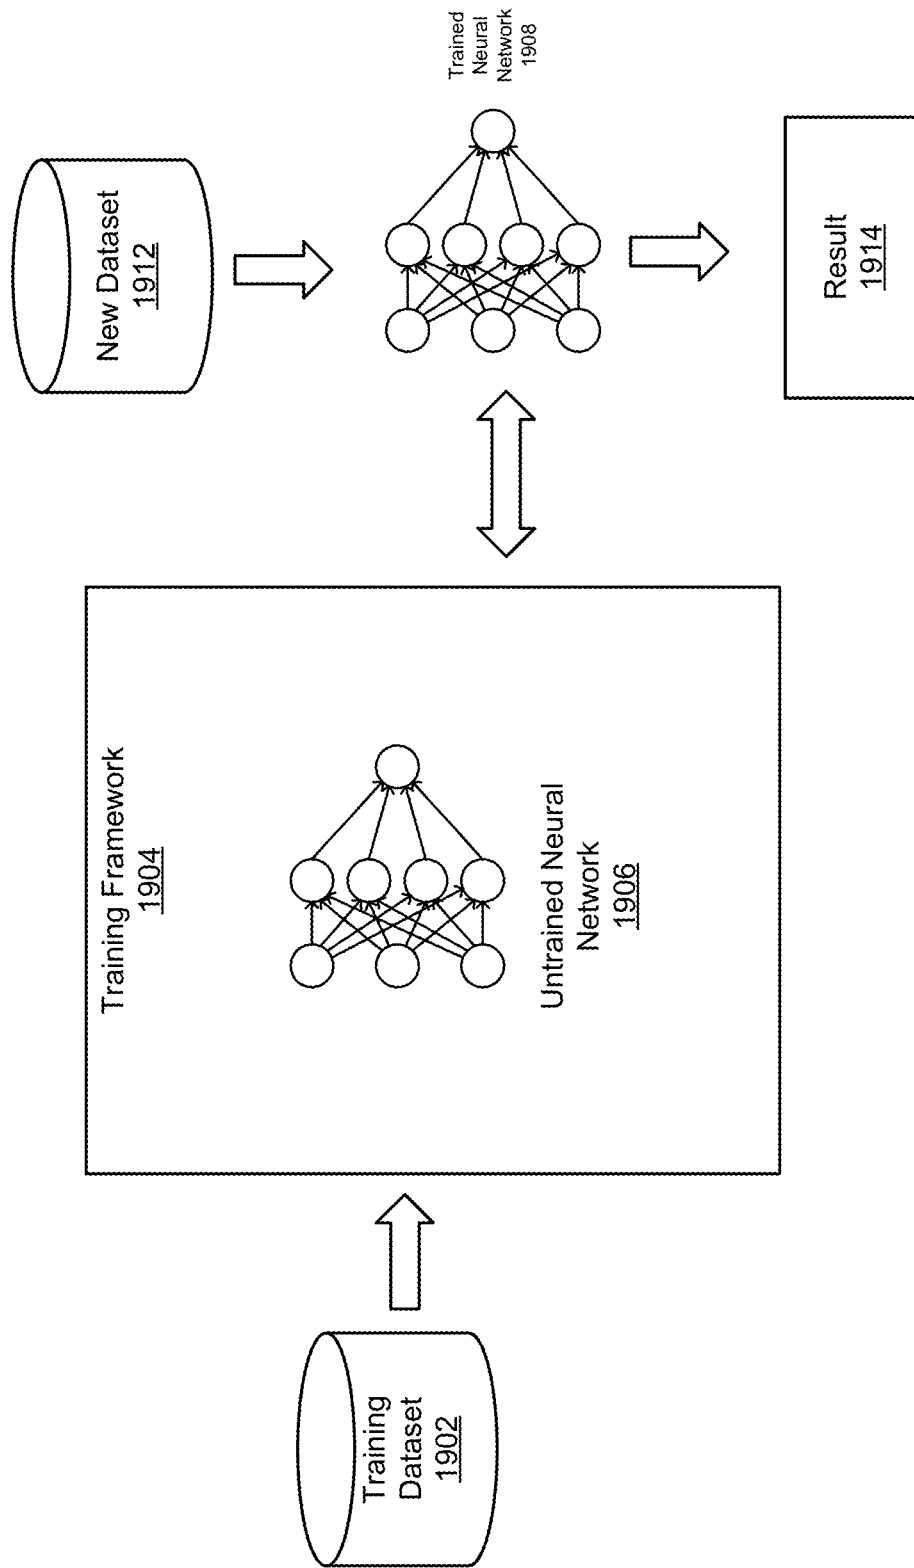 Training
Dataset
1902
Training Framework
1904
Untrained Neural
Network
1906
New Dataset
1912
Trained
Neural
Network
1908
Result
1914